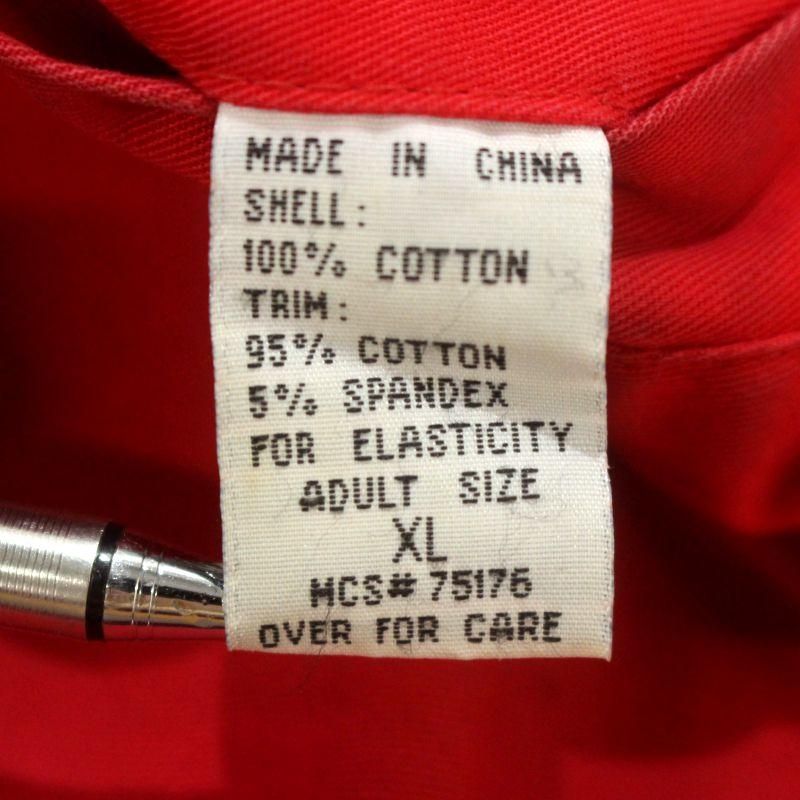 MADE IN CHINA
SHELL:
100% COTTON
TRIM:
95% COTTON
5% SPANDEX
FOR ELASTICITY
ADULT SIZE
XL
MCS# 75176
OVER FOR CARE